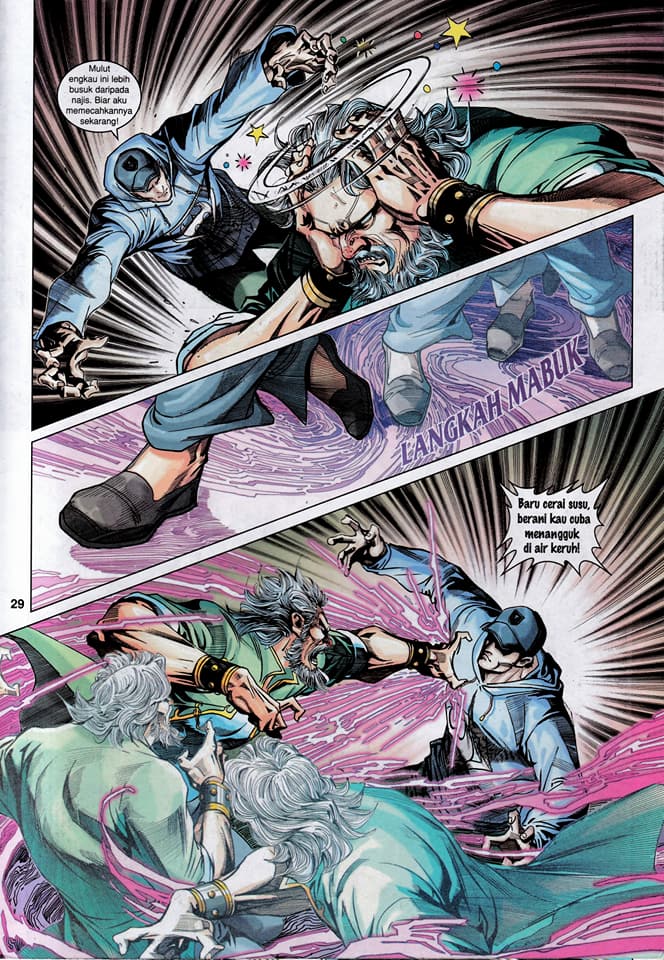 Mulut
engkau ini lebih
busuk daripada
najis. Biar aku
memecahkannya
sekarang!
LANGKAH MABUK
Baru cerai susu,
berani kau cuba
menangguk
di air keruh!
29